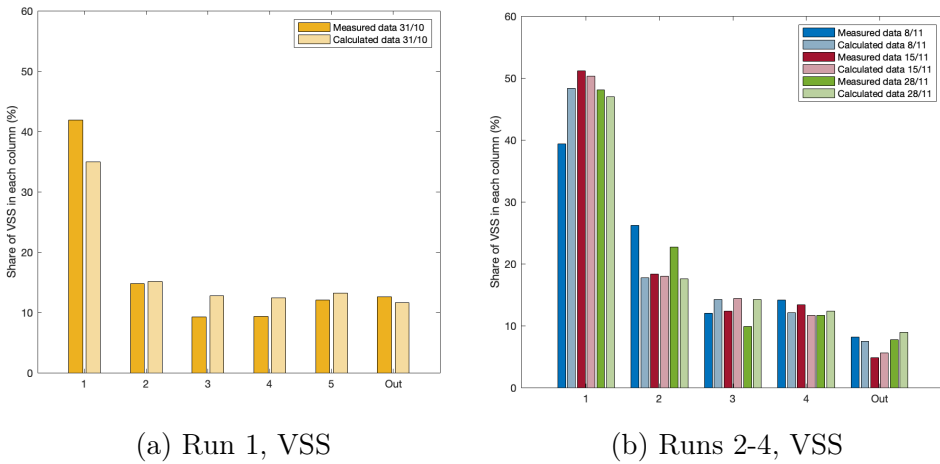 60
50
40
30
20
10
0
Share of VSS in each column (%)
Measured data 31/10
Calculated data 31/10
1 2 3 4 5 Out
(a) Run 1, VSS
60
50
40
30
20
10
0
Share of VSS in each column (%)
Measured data 8/11
Calculated data 8/11
Measured data 15/11
Calculated data 15/11
Measured data 28/11
Calculated data 28/11
1 2 3 4 Out
(b) Runs 2-4, VSS